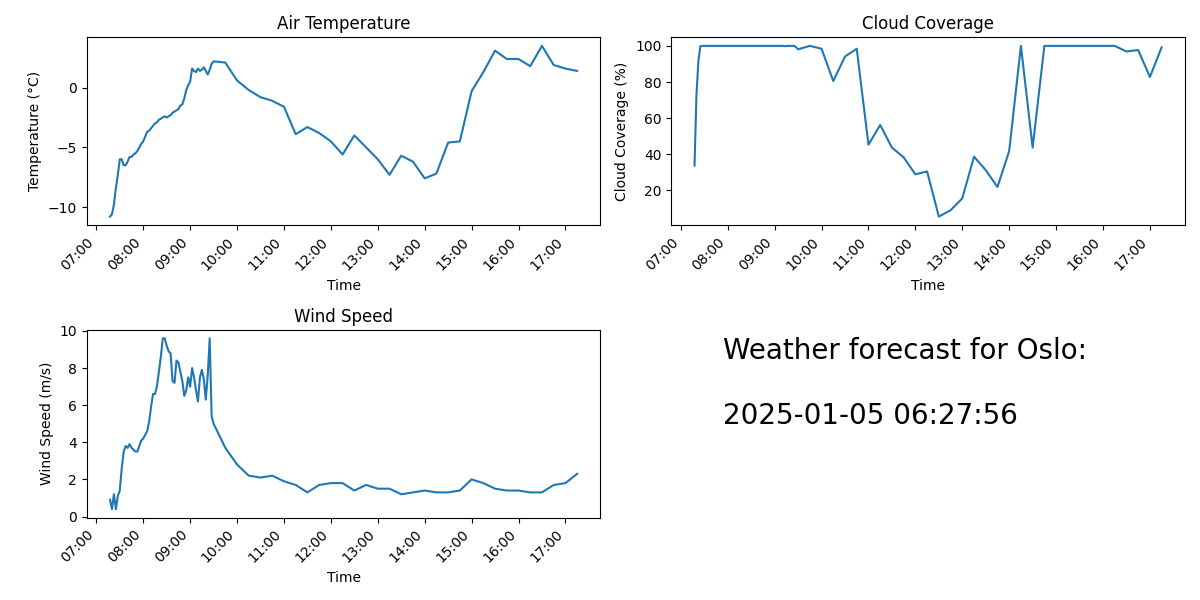 Air Temperature
Temperature (°C)
0
−5
−10
07:00 08:00 09:00 10:00 11:00 12:00 13:00 14:00 15:00 16:00 17:00
Time
Cloud Coverage
Cloud Coverage (%)
100
80
60
40
20
07:00 08:00 09:00 10:00 11:00 12:00 13:00 14:00 15:00 16:00 17:00
Time
Wind Speed
Wind Speed (m/s)
10
8
6
4
2
0
07:00 08:00 09:00 10:00 11:00 12:00 13:00 14:00 15:00 16:00 17:00
Time
Weather forecast for Oslo:
2025-01-05 06:27:56